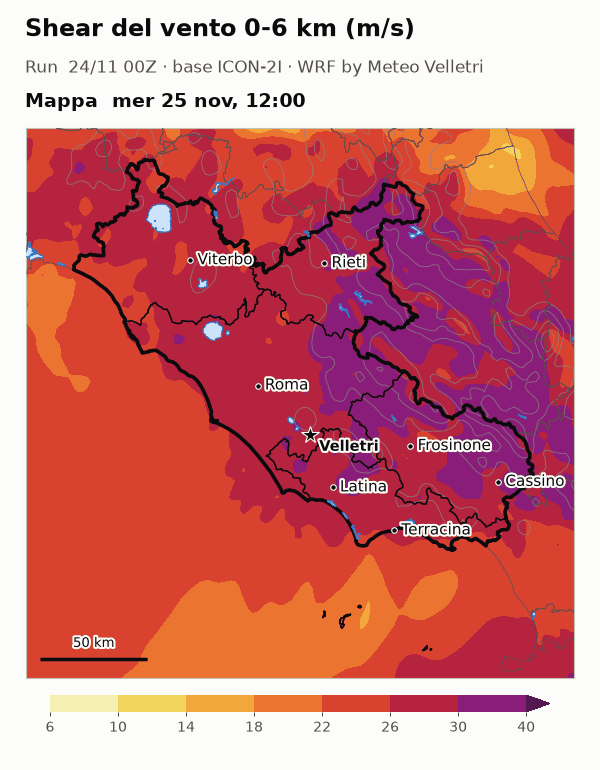 Shear del vento 0-6 km (m/s)
Run  24/11 00Z · base ICON-2I · WRF by Meteo Velletri
Mappa  mer 25 nov, 12:00
Viterbo
Rieti
Roma
Velletri
Frosinone
Cassino
Latina
Terracina
50 km
6 10 14 18 22 26 30 40